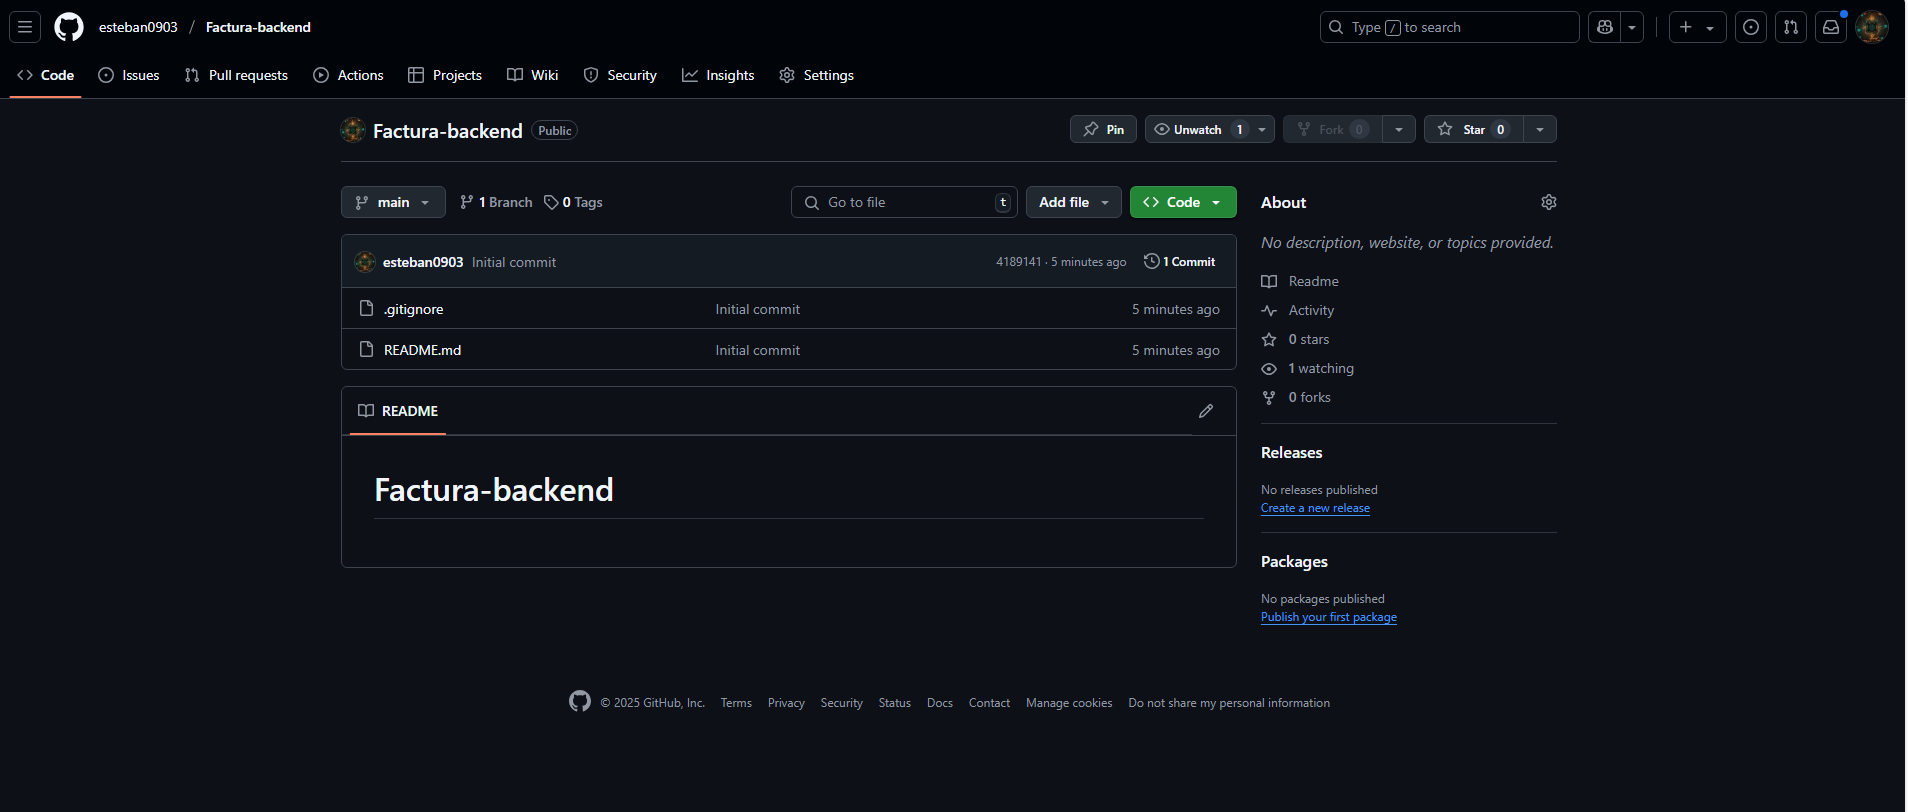 esteban0903 / Factura-backend
Type / to search
Code Issues Pull requests Actions Projects Wiki Security Insights Settings
Factura-backend Public
Pin Unwatch 1 Fork 0 Star 0
main 1 Branch 0 Tags Go to file t Add file Code
esteban0903 Initial commit 4189141 · 5 minutes ago 1 Commit
.gitignore Initial commit 5 minutes ago
README.md Initial commit 5 minutes ago
README
Factura-backend
About
No description, website, or topics provided.
Readme
Activity
0 stars
1 watching
0 forks
Releases
No releases published
Create a new release
Packages
No packages published
Publish your first package
© 2025 GitHub, Inc. Terms Privacy Security Status Docs Contact Manage cookies Do not share my personal information